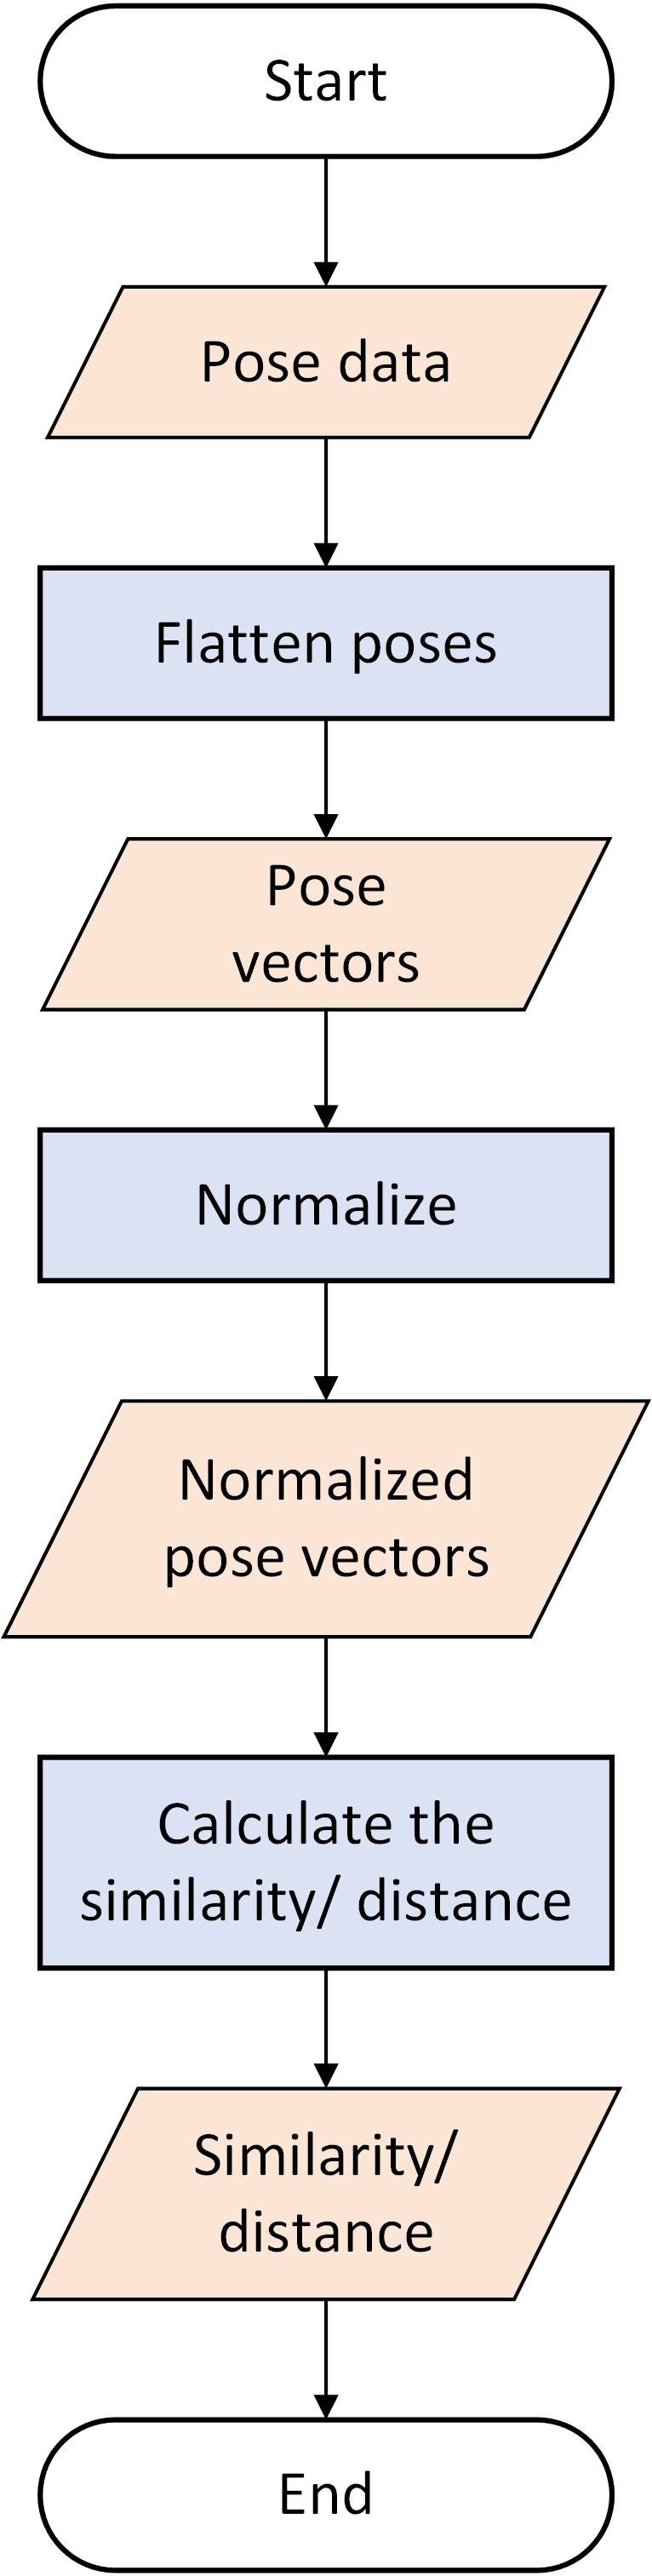 Start
Pose data
Flatten poses
Pose
vectors
Normalize
Normalized
pose vectors
Calculate the
similarity/ distance
Similarity/
distance
End